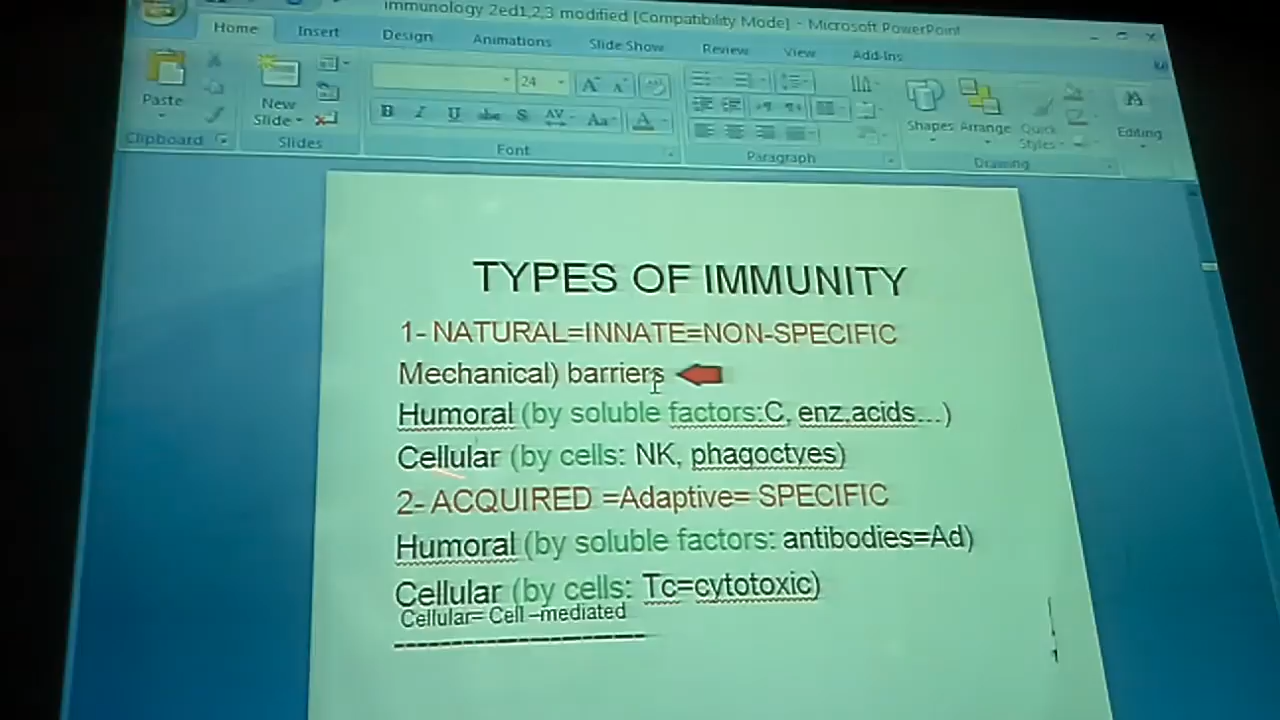 immunology 2ed1,2,3 modified [Compatibility Mode] - Microsoft PowerPoint
Home Insert Design Animations Slide Show Review View Add-Ins
24
Paste New Slide Shapes Arrange Quick Styles Editing
B I U abc S AV Aa A
Clipboard Slides Font Paragraph Drawing
TYPES OF IMMUNITY
1- NATURAL=INNATE=NON-SPECIFIC
Mechanical) barriers
Humoral (by soluble factors:C, enz,acids...)
Cellular (by cells: NK, phagoctyes)
2- ACQUIRED =Adaptive= SPECIFIC
Humoral (by soluble factors: antibodies=Ad)
Cellular (by cells: Tc=cytotoxic)
Cellular= Cell –mediated